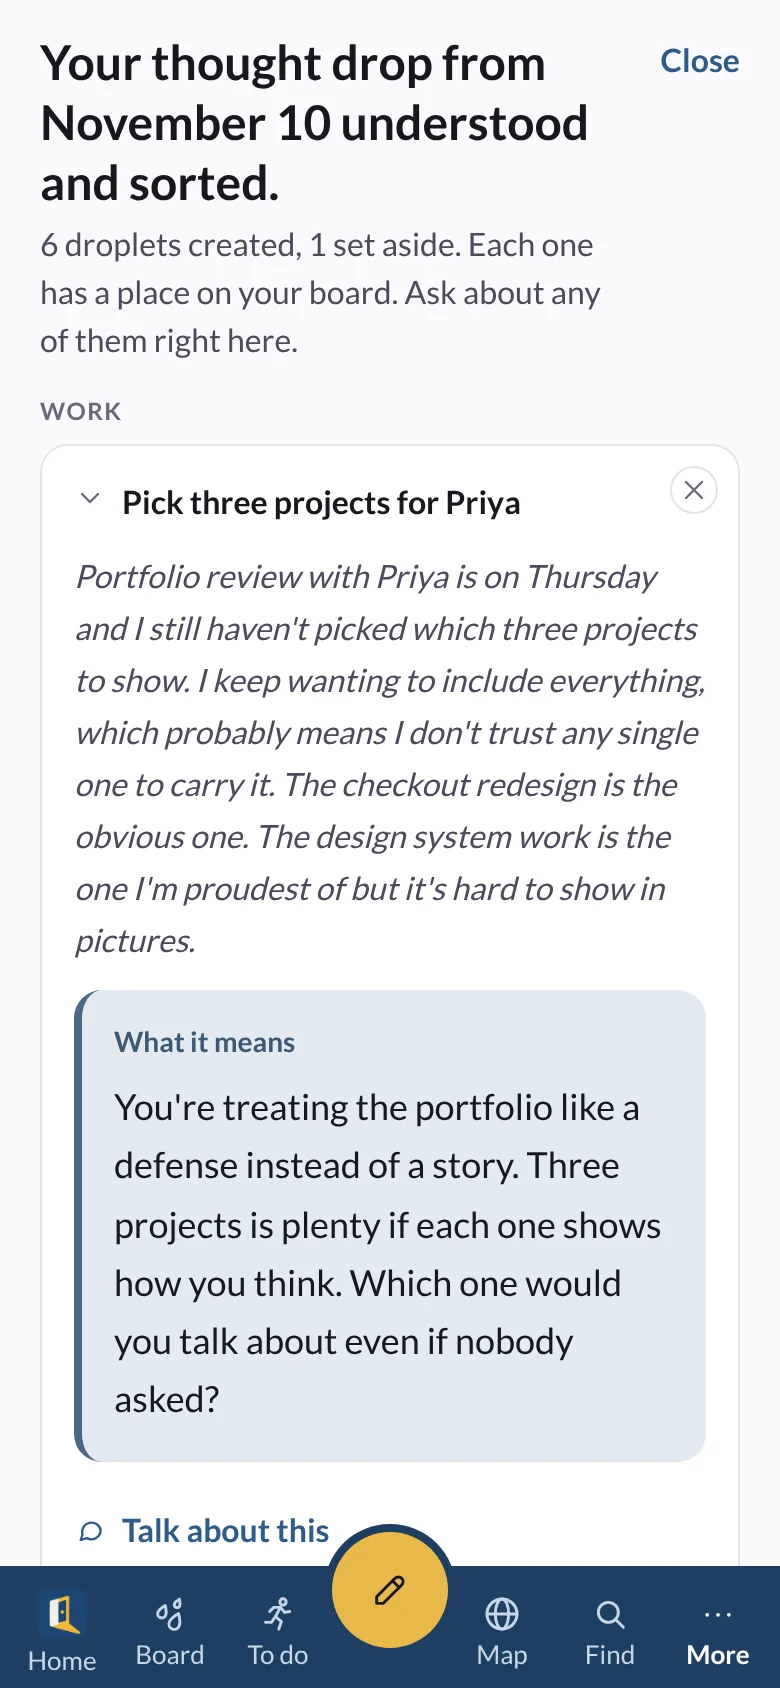 Your thought drop from
Close
November 10 understood
and sorted.
6 droplets created, 1 set aside. Each one
has a place on your board. Ask about any
of them right here.
WORK
Pick three projects for Priya
Portfolio review with Priya is on Thursday
and I still haven't picked which three projects
to show. I keep wanting to include everything,
which probably means I don't trust any single
one to carry it. The checkout redesign is the
obvious one. The design system work is the
one I'm proudest of but it's hard to show in
pictures.
What it means
You're treating the portfolio like a
defense instead of a story. Three
projects is plenty if each one shows
how you think. Which one would
you talk about even if nobody
asked?
Talk about this
Home
Board
To do
Map
Find
More